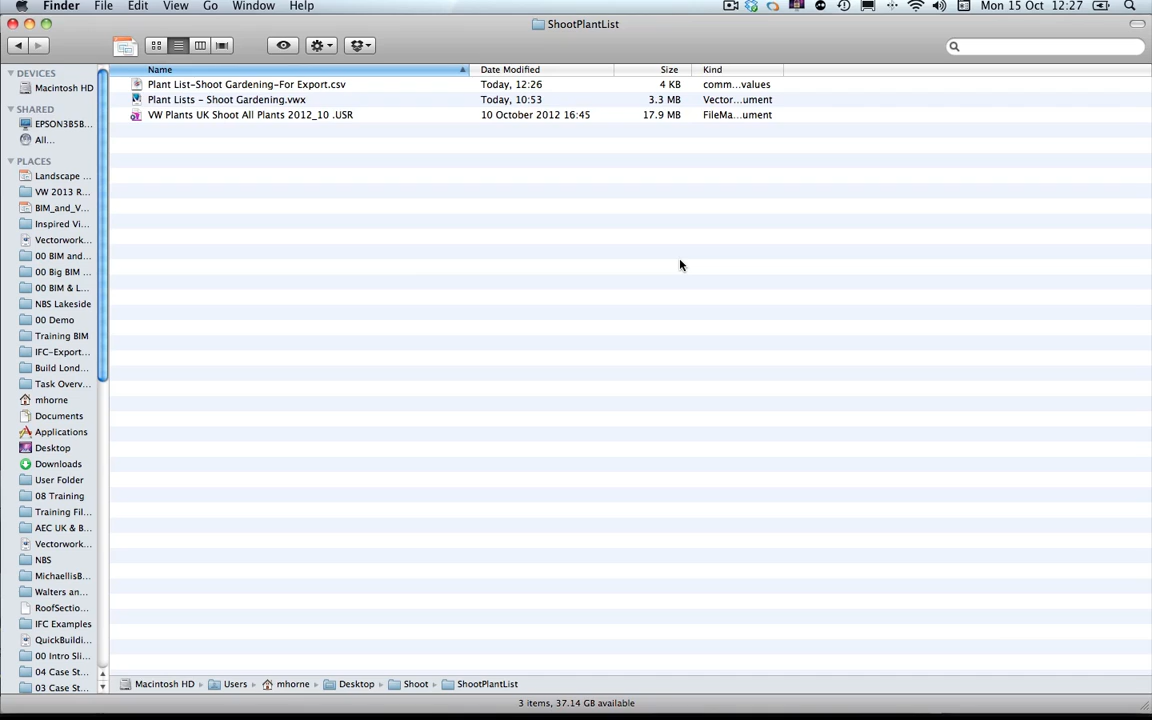 Finder File Edit View Go Window Help Mon 15 Oct 12:27
ShootPlantList
DEVICES
Macintosh HD
SHARED
EPSON3B5B...
All...
PLACES
Landscape ...
VW 2013 R...
BIM_and_V...
Inspired Vi...
Vectorwork...
00 BIM and...
00 Big BIM ...
00 BIM & L...
NBS Lakeside
00 Demo
Training BIM
IFC-Export...
Build Lond...
Task Overv...
mhorne
Documents
Applications
Desktop
Downloads
User Folder
08 Training
Training Fil...
AEC UK & B...
Vectorwork...
NBS
MichaellisB...
Walters an...
RoofSectio...
IFC Examples
QuickBuildi...
00 Intro Sli...
04 Case St...
03 Case St...
Name Date Modified Size Kind
Plant List-Shoot Gardening-For Export.csv Today, 12:26 4 KB comm...values
Plant Lists - Shoot Gardening.vwx Today, 10:53 3.3 MB Vector...ument
VW Plants UK Shoot All Plants 2012_10 .USR 10 October 2012 16:45 17.9 MB FileMa...ument
Macintosh HD Users mhorne Desktop Shoot ShootPlantList
3 items, 37.14 GB available